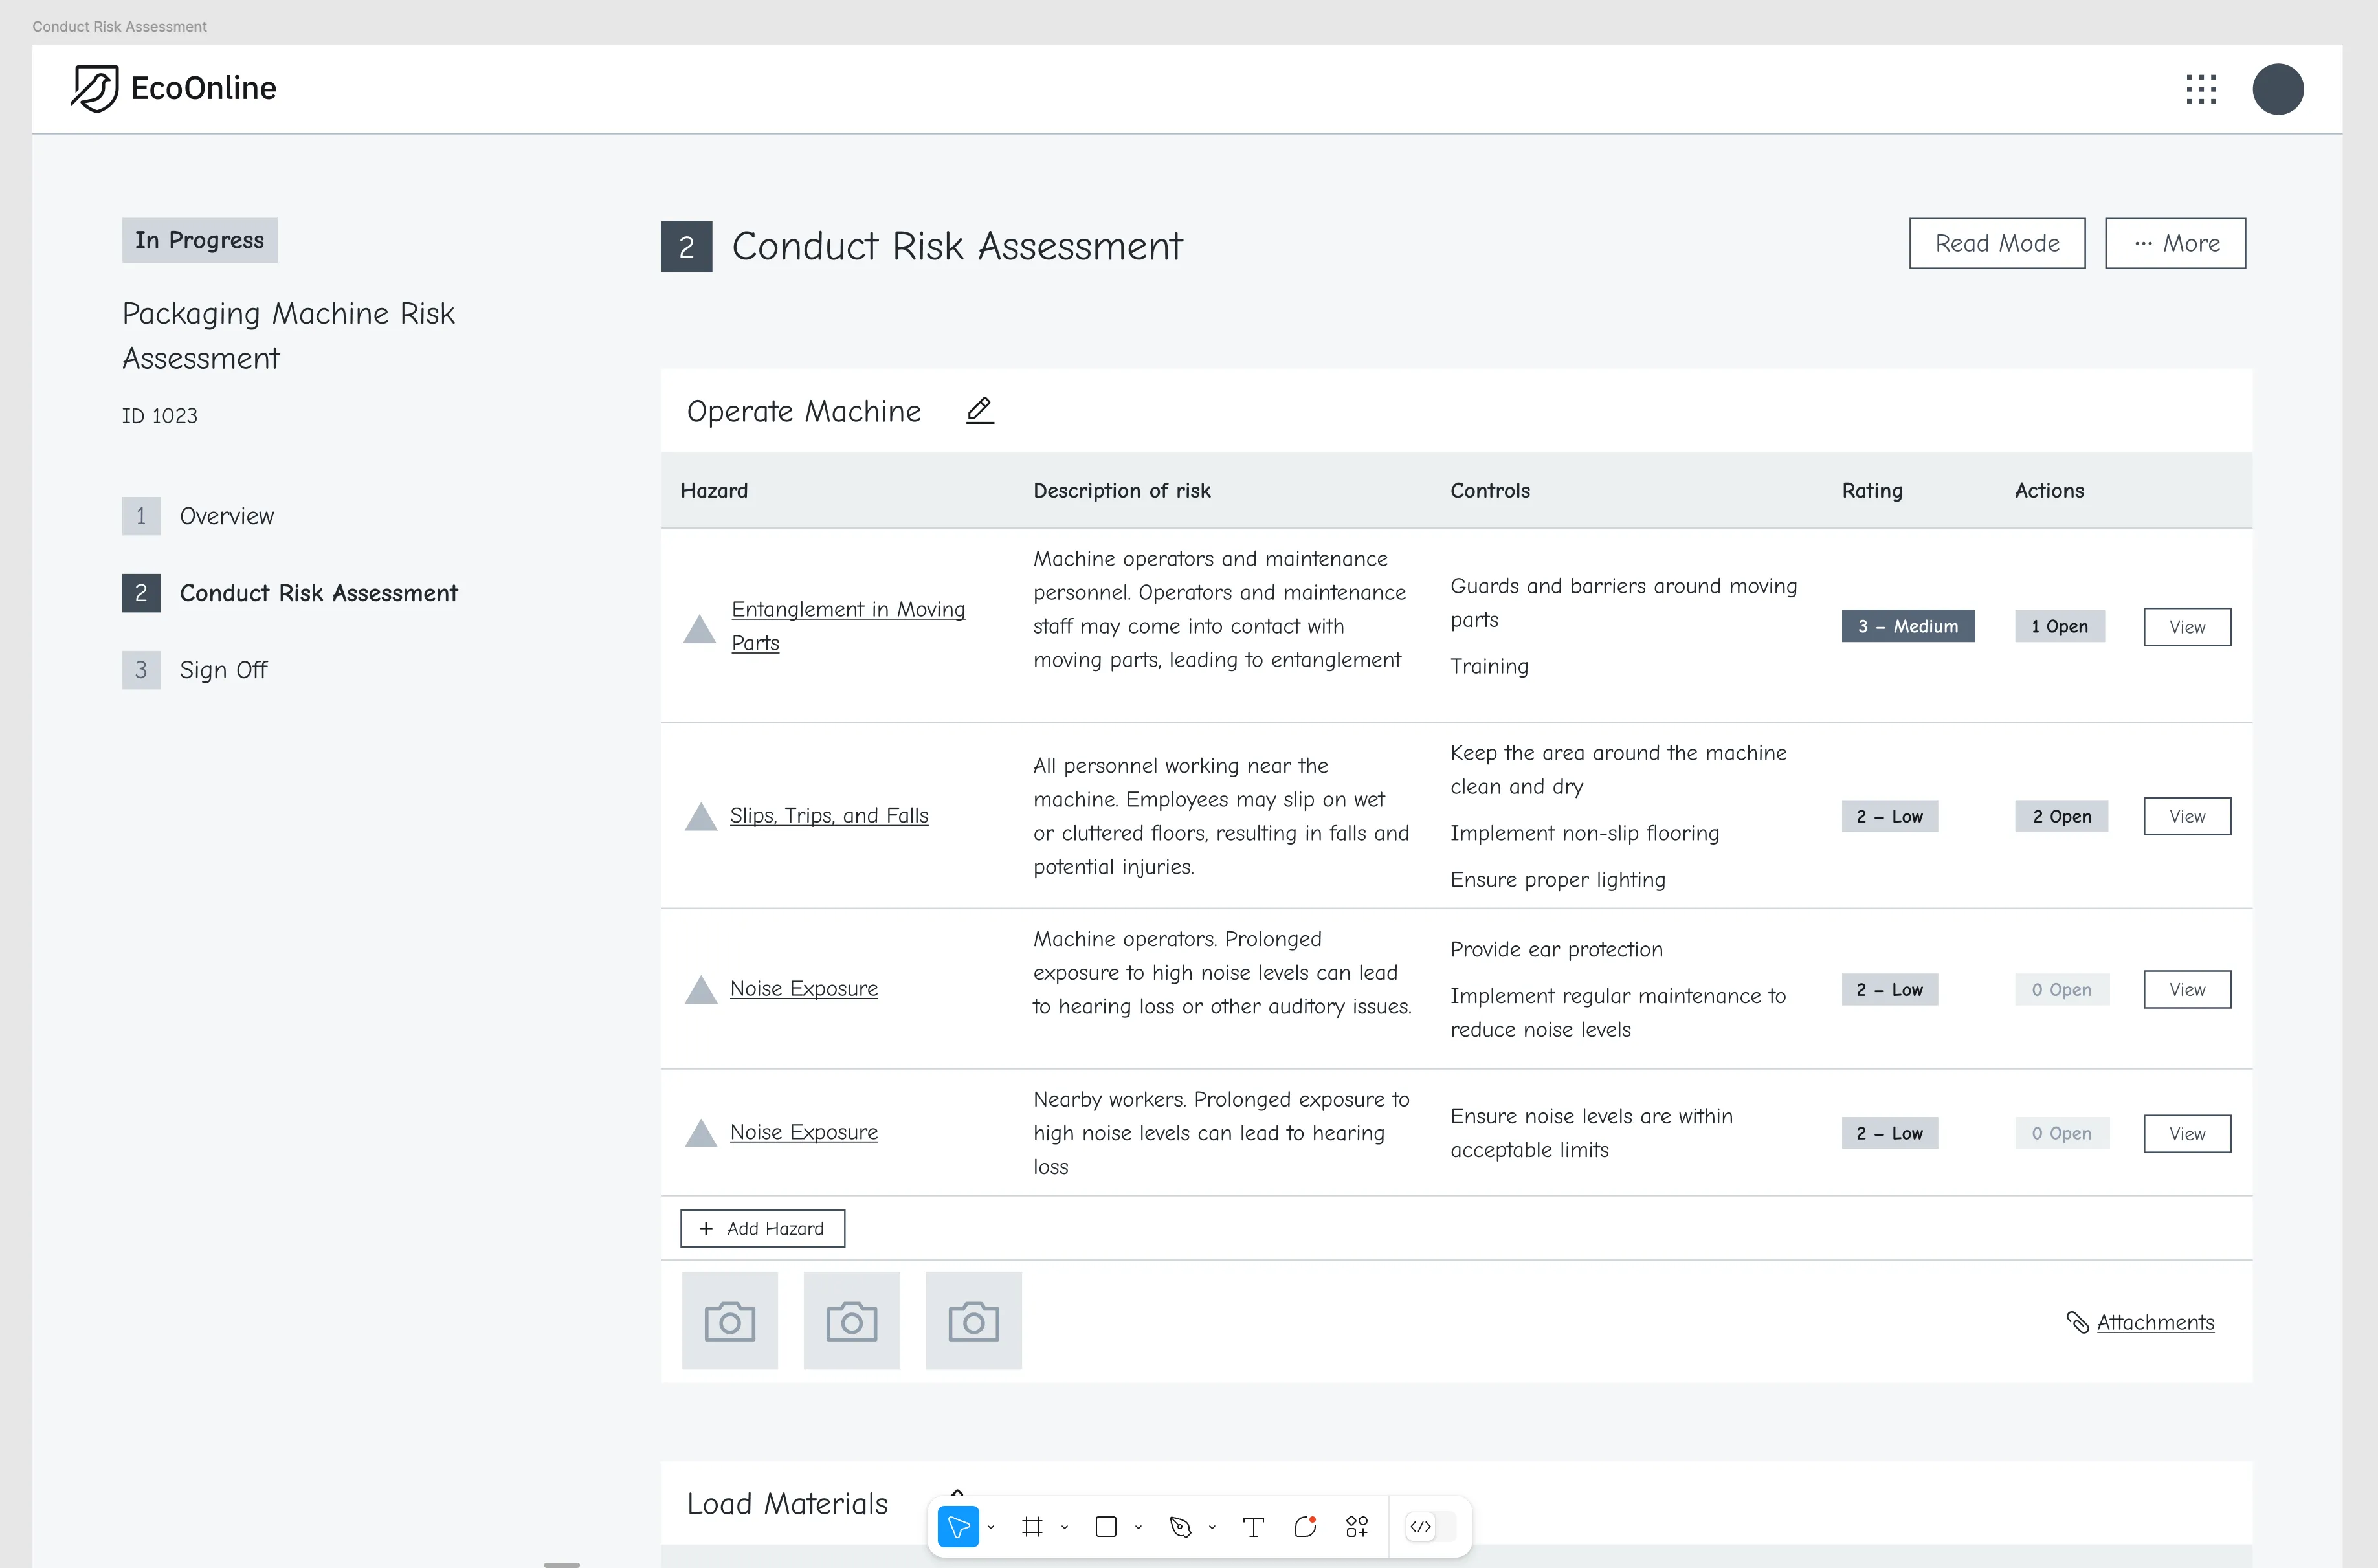 Conduct Risk Assessment
EcoOnline
In Progress
Packaging Machine Risk
Assessment
ID 1023
1 Overview
2 Conduct Risk Assessment
3 Sign Off
2 Conduct Risk Assessment
Read Mode
··· More
Operate Machine
Hazard Description of risk Controls Rating Actions
Entanglement in Moving
Parts
Machine operators and maintenance
personnel. Operators and maintenance
staff may come into contact with
moving parts, leading to entanglement
Guards and barriers around moving
parts
Training
3 – Medium
1 Open
View
Slips, Trips, and Falls
All personnel working near the
machine. Employees may slip on wet
or cluttered floors, resulting in falls and
potential injuries.
Keep the area around the machine
clean and dry
Implement non-slip flooring
Ensure proper lighting
2 – Low
2 Open
View
Noise Exposure
Machine operators. Prolonged
exposure to high noise levels can lead
to hearing loss or other auditory issues.
Provide ear protection
Implement regular maintenance to
reduce noise levels
2 – Low
0 Open
View
Noise Exposure
Nearby workers. Prolonged exposure to
high noise levels can lead to hearing
loss
Ensure noise levels are within
acceptable limits
2 – Low
0 Open
View
+ Add Hazard
Attachments
Load Materials